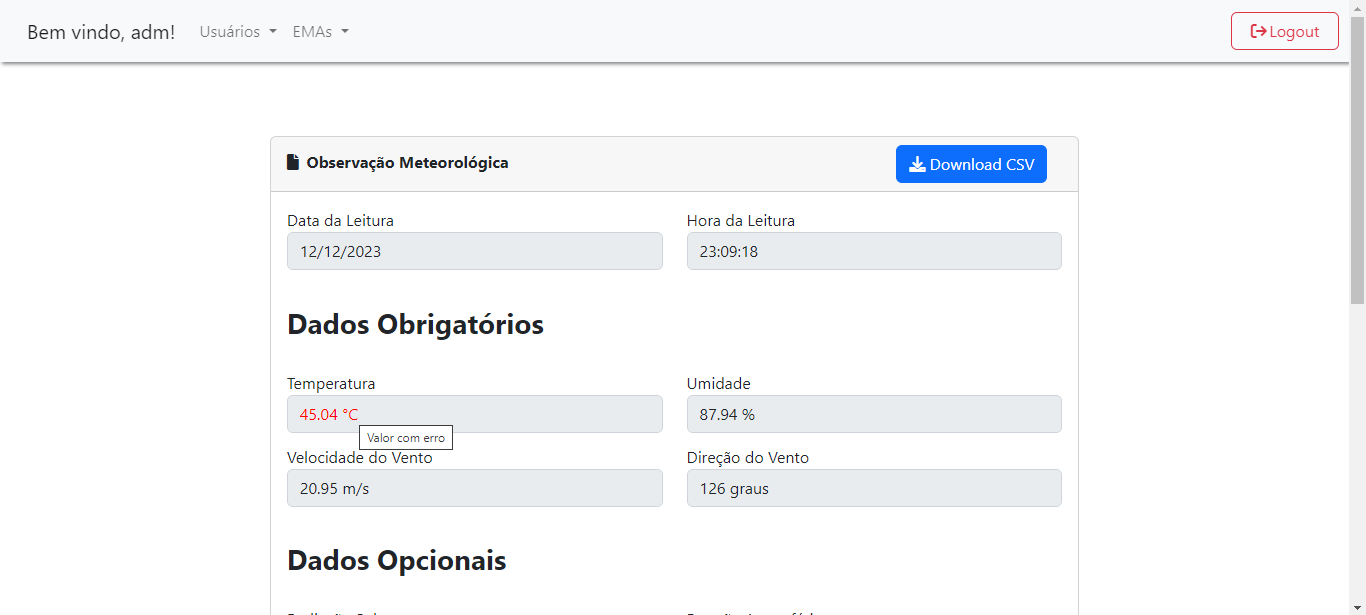 Bem vindo, adm! Usuários EMAs Logout
Observação Meteorológica Download CSV
Data da Leitura Hora da Leitura
12/12/2023 23:09:18
Dados Obrigatórios
Temperatura Umidade
45.04 °C 87.94 %
Valor com erro
Velocidade do Vento Direção do Vento
20.95 m/s 126 graus
Dados Opcionais